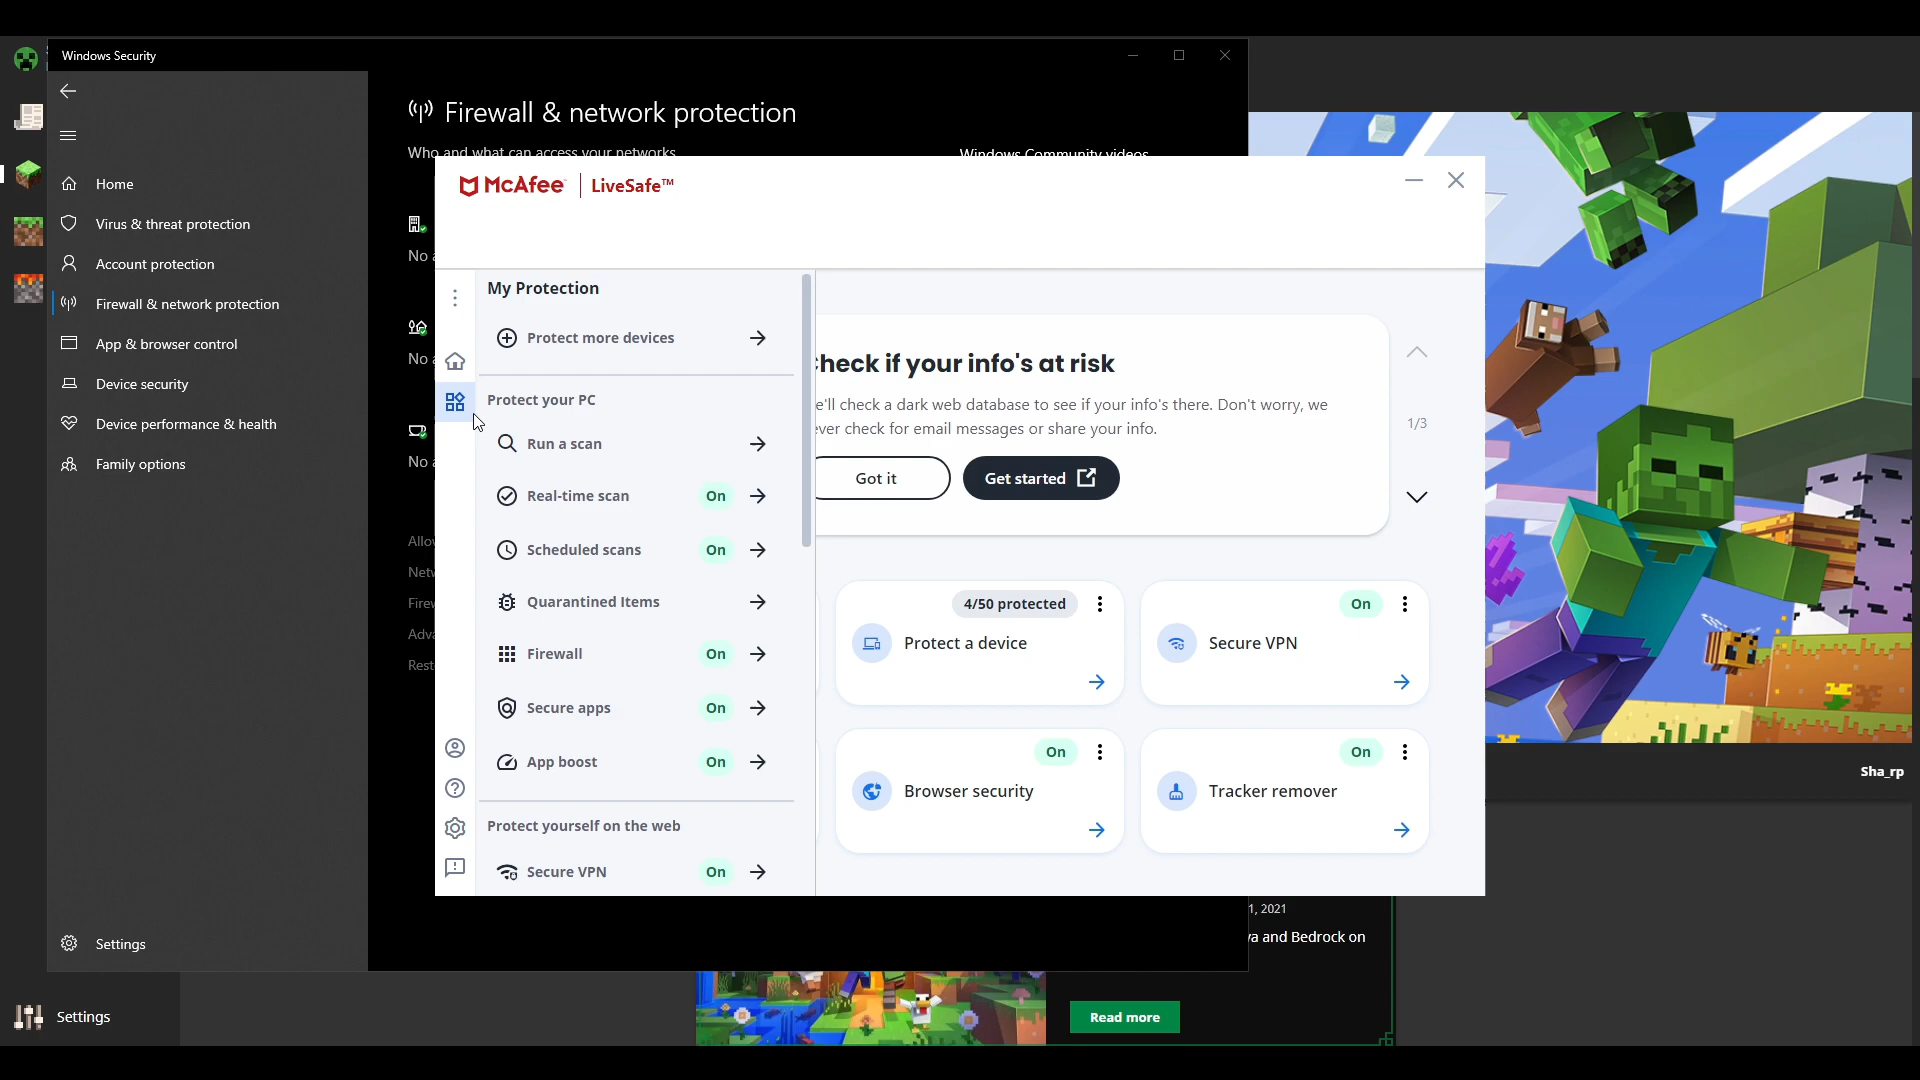 Windows Security
Firewall & network protection
Who and what can access your networks
Windows Community videos
Home
Virus & threat protection
Account protection
Firewall & network protection
App & browser control
Device security
Device performance & health
Family options
Settings
No
No
No
McAfee | LiveSafe™
My Protection
Protect more devices
Protect your PC
Run a scan
Real-time scan On
Scheduled scans On
Quarantined Items
Firewall On
Secure apps On
App boost On
Protect yourself on the web
Secure VPN On
heck if your info's at risk
e'll check a dark web database to see if your info's there. Don't worry, we
ver check for email messages or share your info.
Got it
Get started
1/3
4/50 protected
Protect a device
On
Secure VPN
On
Browser security
On
Tracker remover
Sha_rp
1, 2021
va and Bedrock on
Read more
Settings